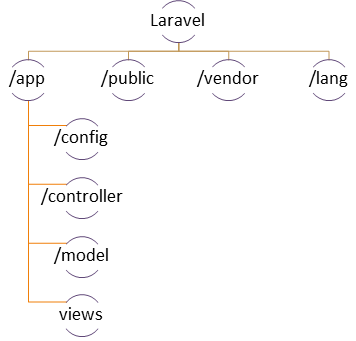 Laravel
/app
/public
/vendor
/lang
/config
/controller
/model
views